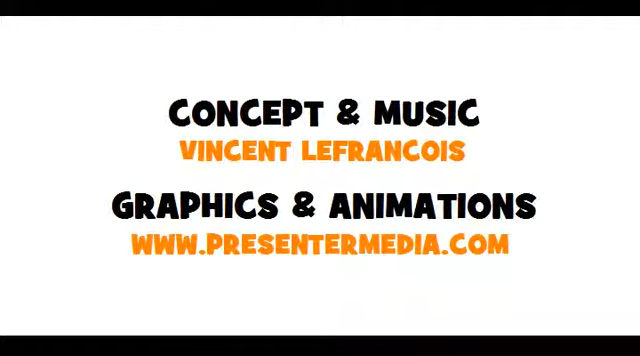 CONCEPT & MUSIC
VINCENT LEFRANCOIS
GRAPHICS & ANIMATIONS
WWW.PRESENTERMEDIA.COM